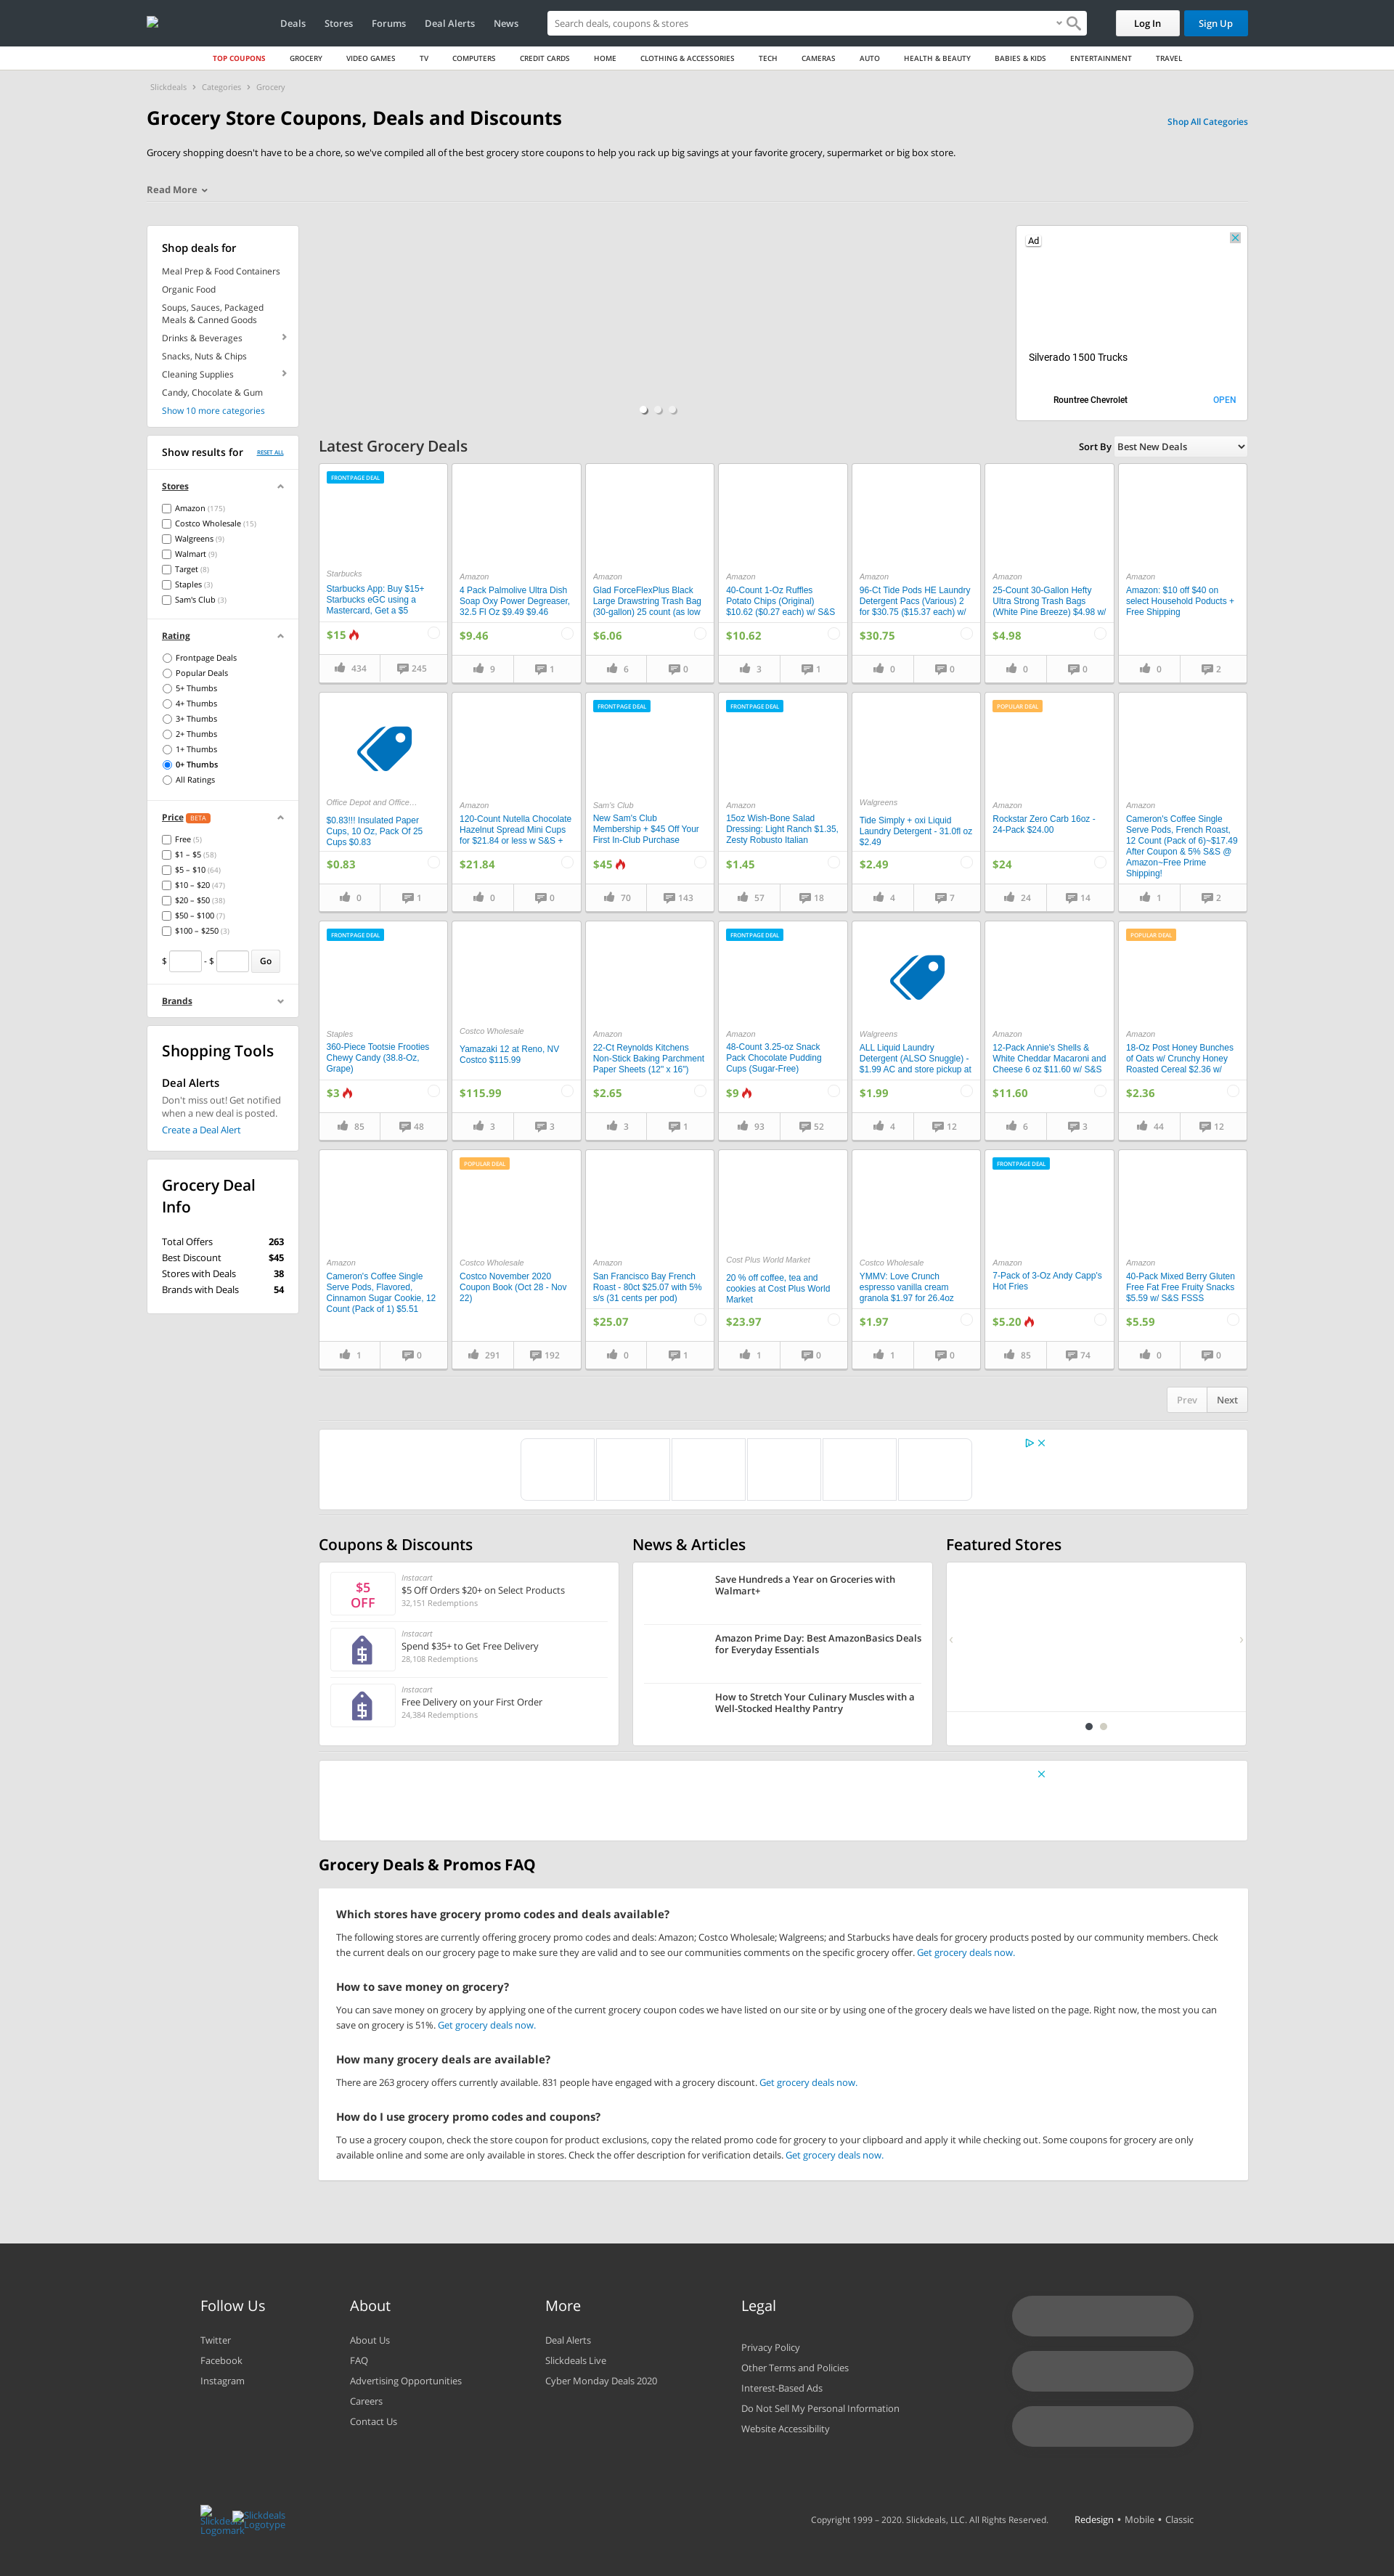 Deals Stores Forums Deal Alerts News
Search deals, coupons & stores
Log In
Sign Up
TOP COUPONS GROCERY VIDEO GAMES TV COMPUTERS CREDIT CARDS HOME CLOTHING & ACCESSORIES TECH CAMERAS AUTO HEALTH & BEAUTY BABIES & KIDS ENTERTAINMENT TRAVEL
Slickdeals › Categories › Grocery
Grocery Store Coupons, Deals and Discounts
Shop All Categories
Grocery shopping doesn't have to be a chore, so we've compiled all of the best grocery store coupons to help you rack up big savings at your favorite grocery, supermarket or big box store.
Read More
Shop deals for
Meal Prep & Food Containers
Organic Food
Soups, Sauces, Packaged
Meals & Canned Goods
Drinks & Beverages
Snacks, Nuts & Chips
Cleaning Supplies
Candy, Chocolate & Gum
Show 10 more categories
Ad
Silverado 1500 Trucks
Rountree Chevrolet
OPEN
Show results for
RESET ALL
Stores
Amazon (175)
Costco Wholesale (15)
Walgreens (9)
Walmart (9)
Target (8)
Staples (3)
Sam's Club (3)
Rating
Frontpage Deals
Popular Deals
5+ Thumbs
4+ Thumbs
3+ Thumbs
2+ Thumbs
1+ Thumbs
0+ Thumbs
All Ratings
Price BETA
Free (5)
$1 – $5 (58)
$5 – $10 (64)
$10 – $20 (47)
$20 – $50 (38)
$50 – $100 (7)
$100 – $250 (3)
$ - $ Go
Brands
Shopping Tools
Deal Alerts
Don't miss out! Get notified
when a new deal is posted.
Create a Deal Alert
Grocery Deal
Info
Total Offers 263
Best Discount $45
Stores with Deals 38
Brands with Deals 54
Latest Grocery Deals
Sort By Best New Deals
FRONTPAGE DEAL
Starbucks
Starbucks App: Buy $15+
Starbucks eGC using a
Mastercard, Get a $5
$15
434 245
Amazon
4 Pack Palmolive Ultra Dish
Soap Oxy Power Degreaser,
32.5 Fl Oz $9.49 $9.46
$9.46
9 1
Amazon
Glad ForceFlexPlus Black
Large Drawstring Trash Bag
(30-gallon) 25 count (as low
$6.06
6 0
Amazon
40-Count 1-Oz Ruffles
Potato Chips (Original)
$10.62 ($0.27 each) w/ S&S
$10.62
3 1
Amazon
96-Ct Tide Pods HE Laundry
Detergent Pacs (Various) 2
for $30.75 ($15.37 each) w/
$30.75
0 0
Amazon
25-Count 30-Gallon Hefty
Ultra Strong Trash Bags
(White Pine Breeze) $4.98 w/
$4.98
0 0
Amazon
Amazon: $10 off $40 on
select Household Poducts +
Free Shipping
0 2
Office Depot and Office...
$0.83!!! Insulated Paper
Cups, 10 Oz, Pack Of 25
Cups $0.83
$0.83
0 1
Amazon
120-Count Nutella Chocolate
Hazelnut Spread Mini Cups
for $21.84 or less w S&S +
$21.84
0 0
FRONTPAGE DEAL
Sam's Club
New Sam's Club
Membership + $45 Off Your
First In-Club Purchase
$45
70 143
FRONTPAGE DEAL
Amazon
15oz Wish-Bone Salad
Dressing: Light Ranch $1.35,
Zesty Robusto Italian
$1.45
57 18
Walgreens
Tide Simply + oxi Liquid
Laundry Detergent - 31.0fl oz
$2.49
$2.49
4 7
POPULAR DEAL
Amazon
Rockstar Zero Carb 16oz -
24-Pack $24.00
$24
24 14
Amazon
Cameron's Coffee Single
Serve Pods, French Roast,
12 Count (Pack of 6)~$17.49
After Coupon & 5% S&S @
Amazon~Free Prime
Shipping!
1 2
FRONTPAGE DEAL
Staples
360-Piece Tootsie Frooties
Chewy Candy (38.8-Oz,
Grape)
$3
85 48
Costco Wholesale
Yamazaki 12 at Reno, NV
Costco $115.99
$115.99
3 3
Amazon
22-Ct Reynolds Kitchens
Non-Stick Baking Parchment
Paper Sheets (12" x 16")
$2.65
3 1
FRONTPAGE DEAL
Amazon
48-Count 3.25-oz Snack
Pack Chocolate Pudding
Cups (Sugar-Free)
$9
93 52
Walgreens
ALL Liquid Laundry
Detergent (ALSO Snuggle) -
$1.99 AC and store pickup at
$1.99
4 12
Amazon
12-Pack Annie's Shells &
White Cheddar Macaroni and
Cheese 6 oz $11.60 w/ S&S
$11.60
6 3
POPULAR DEAL
Amazon
18-Oz Post Honey Bunches
of Oats w/ Crunchy Honey
Roasted Cereal $2.36 w/
$2.36
44 12
Amazon
Cameron's Coffee Single
Serve Pods, Flavored,
Cinnamon Sugar Cookie, 12
Count (Pack of 1) $5.51
1 0
POPULAR DEAL
Costco Wholesale
Costco November 2020
Coupon Book (Oct 28 - Nov
22)
291 192
Amazon
San Francisco Bay French
Roast - 80ct $25.07 with 5%
s/s (31 cents per pod)
$25.07
0 1
Cost Plus World Market
20 % off coffee, tea and
cookies at Cost Plus World
Market
$23.97
1 0
Costco Wholesale
YMMV: Love Crunch
espresso vanilla cream
granola $1.97 for 26.4oz
$1.97
1 0
FRONTPAGE DEAL
Amazon
7-Pack of 3-Oz Andy Capp's
Hot Fries
$5.20
85 74
Amazon
40-Pack Mixed Berry Gluten
Free Fat Free Fruity Snacks
$5.59 w/ S&S FSSS
$5.59
0 0
Prev Next
Coupons & Discounts
$5
OFF
Instacart
$5 Off Orders $20+ on Select Products
32,151 Redemptions
Instacart
Spend $35+ to Get Free Delivery
28,108 Redemptions
Instacart
Free Delivery on your First Order
24,384 Redemptions
News & Articles
Save Hundreds a Year on Groceries with
Walmart+
Amazon Prime Day: Best AmazonBasics Deals
for Everyday Essentials
How to Stretch Your Culinary Muscles with a
Well-Stocked Healthy Pantry
Featured Stores
Grocery Deals & Promos FAQ
Which stores have grocery promo codes and deals available?
The following stores are currently offering grocery promo codes and deals: Amazon; Costco Wholesale; Walgreens; and Starbucks have deals for grocery products posted by our community members. Check
the current deals on our grocery page to make sure they are valid and to see our communities comments on the specific grocery offer. Get grocery deals now.
How to save money on grocery?
You can save money on grocery by applying one of the current grocery coupon codes we have listed on our site or by using one of the grocery deals we have listed on the page. Right now, the most you can
save on grocery is 51%. Get grocery deals now.
How many grocery deals are available?
There are 263 grocery offers currently available. 831 people have engaged with a grocery discount. Get grocery deals now.
How do I use grocery promo codes and coupons?
To use a grocery coupon, check the store coupon for product exclusions, copy the related promo code for grocery to your clipboard and apply it while checking out. Some coupons for grocery are only
available online and some are only available in stores. Check the offer description for verification details. Get grocery deals now.
Follow Us
Twitter
Facebook
Instagram
About
About Us
FAQ
Advertising Opportunities
Careers
Contact Us
More
Deal Alerts
Slickdeals Live
Cyber Monday Deals 2020
Legal
Privacy Policy
Other Terms and Policies
Interest-Based Ads
Do Not Sell My Personal Information
Website Accessibility
Logomark
Slickdeals
Logotype
Copyright 1999 – 2020. Slickdeals, LLC. All Rights Reserved.
Redesign • Mobile • Classic